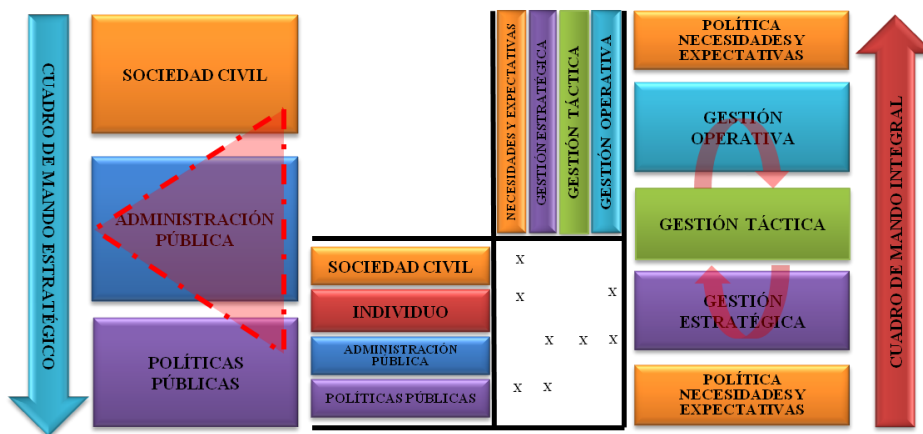 CUADRO DE MANDO ESTRATÉGICO
SOCIEDAD CIVIL
ADMINISTRACIÓN
PÚBLICA
POLÍTICAS
PÚBLICAS
NECESIDADES Y EXPECTATIVAS
GESTIÓN ESTRATÉGICA
GESTIÓN TÁCTICA
GESTIÓN OPERATIVA
SOCIEDAD CIVIL
x
INDIVIDUO
x x
ADMINISTRACIÓN
PÚBLICA
x x x
POLÍTICAS PÚBLICAS
x x
POLÍTICA
NECESIDADES Y
EXPECTATIVAS
GESTIÓN
OPERATIVA
GESTIÓN TÁCTICA
GESTIÓN
ESTRATÉGICA
POLÍTICA
NECESIDADES Y
EXPECTATIVAS
CUADRO DE MANDO INTEGRAL